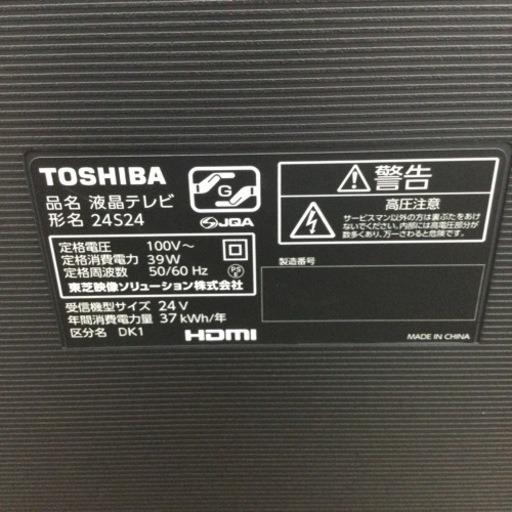 TOSHIBA
品名 液晶テレビ
形名 24S24
G
JQA
定格電圧 100V～
定格消費電力 39W
定格周波数 50/60 Hz
東芝映像ソリューション株式会社
受信機型サイズ 24V
年間消費電力量 37 kWh/年
区分名 DK1
HDMI
警告
高圧注意
サービスマン以外の方は裏ぶたをあけ
ないでください。内部には高電圧部分が
数多くあり、万一さわると危険です。
製造番号
MADE IN CHINA